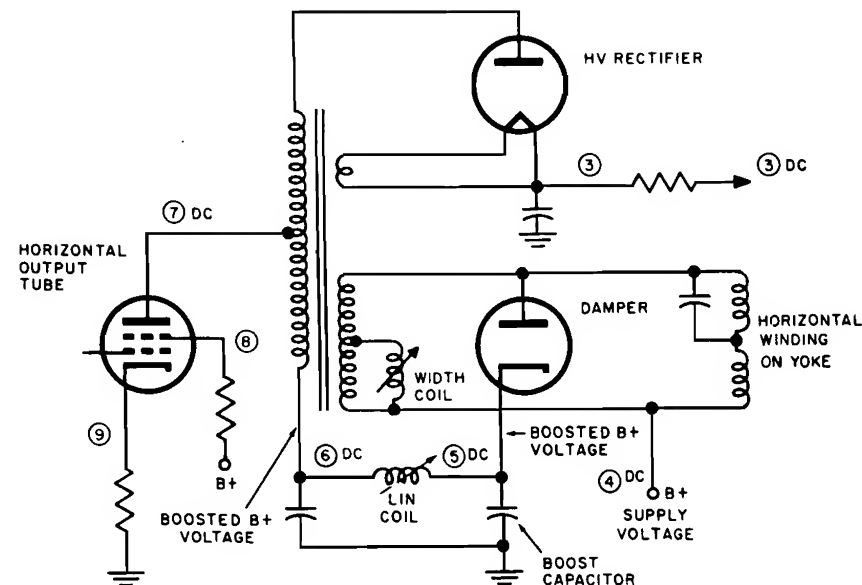 HV RECTIFIER
③
③ DC
⑦ DC
HORIZONTAL
OUTPUT
TUBE
⑧
B+
⑨
DAMPER
HORIZONTAL
WINDING
ON YOKE
WIDTH
COIL
BOOSTED B+
VOLTAGE
⑥ DC
⑤ DC
LIN
COIL
④ DC
B+
SUPPLY
VOLTAGE
BOOSTED B+
VOLTAGE
BOOST
CAPACITOR